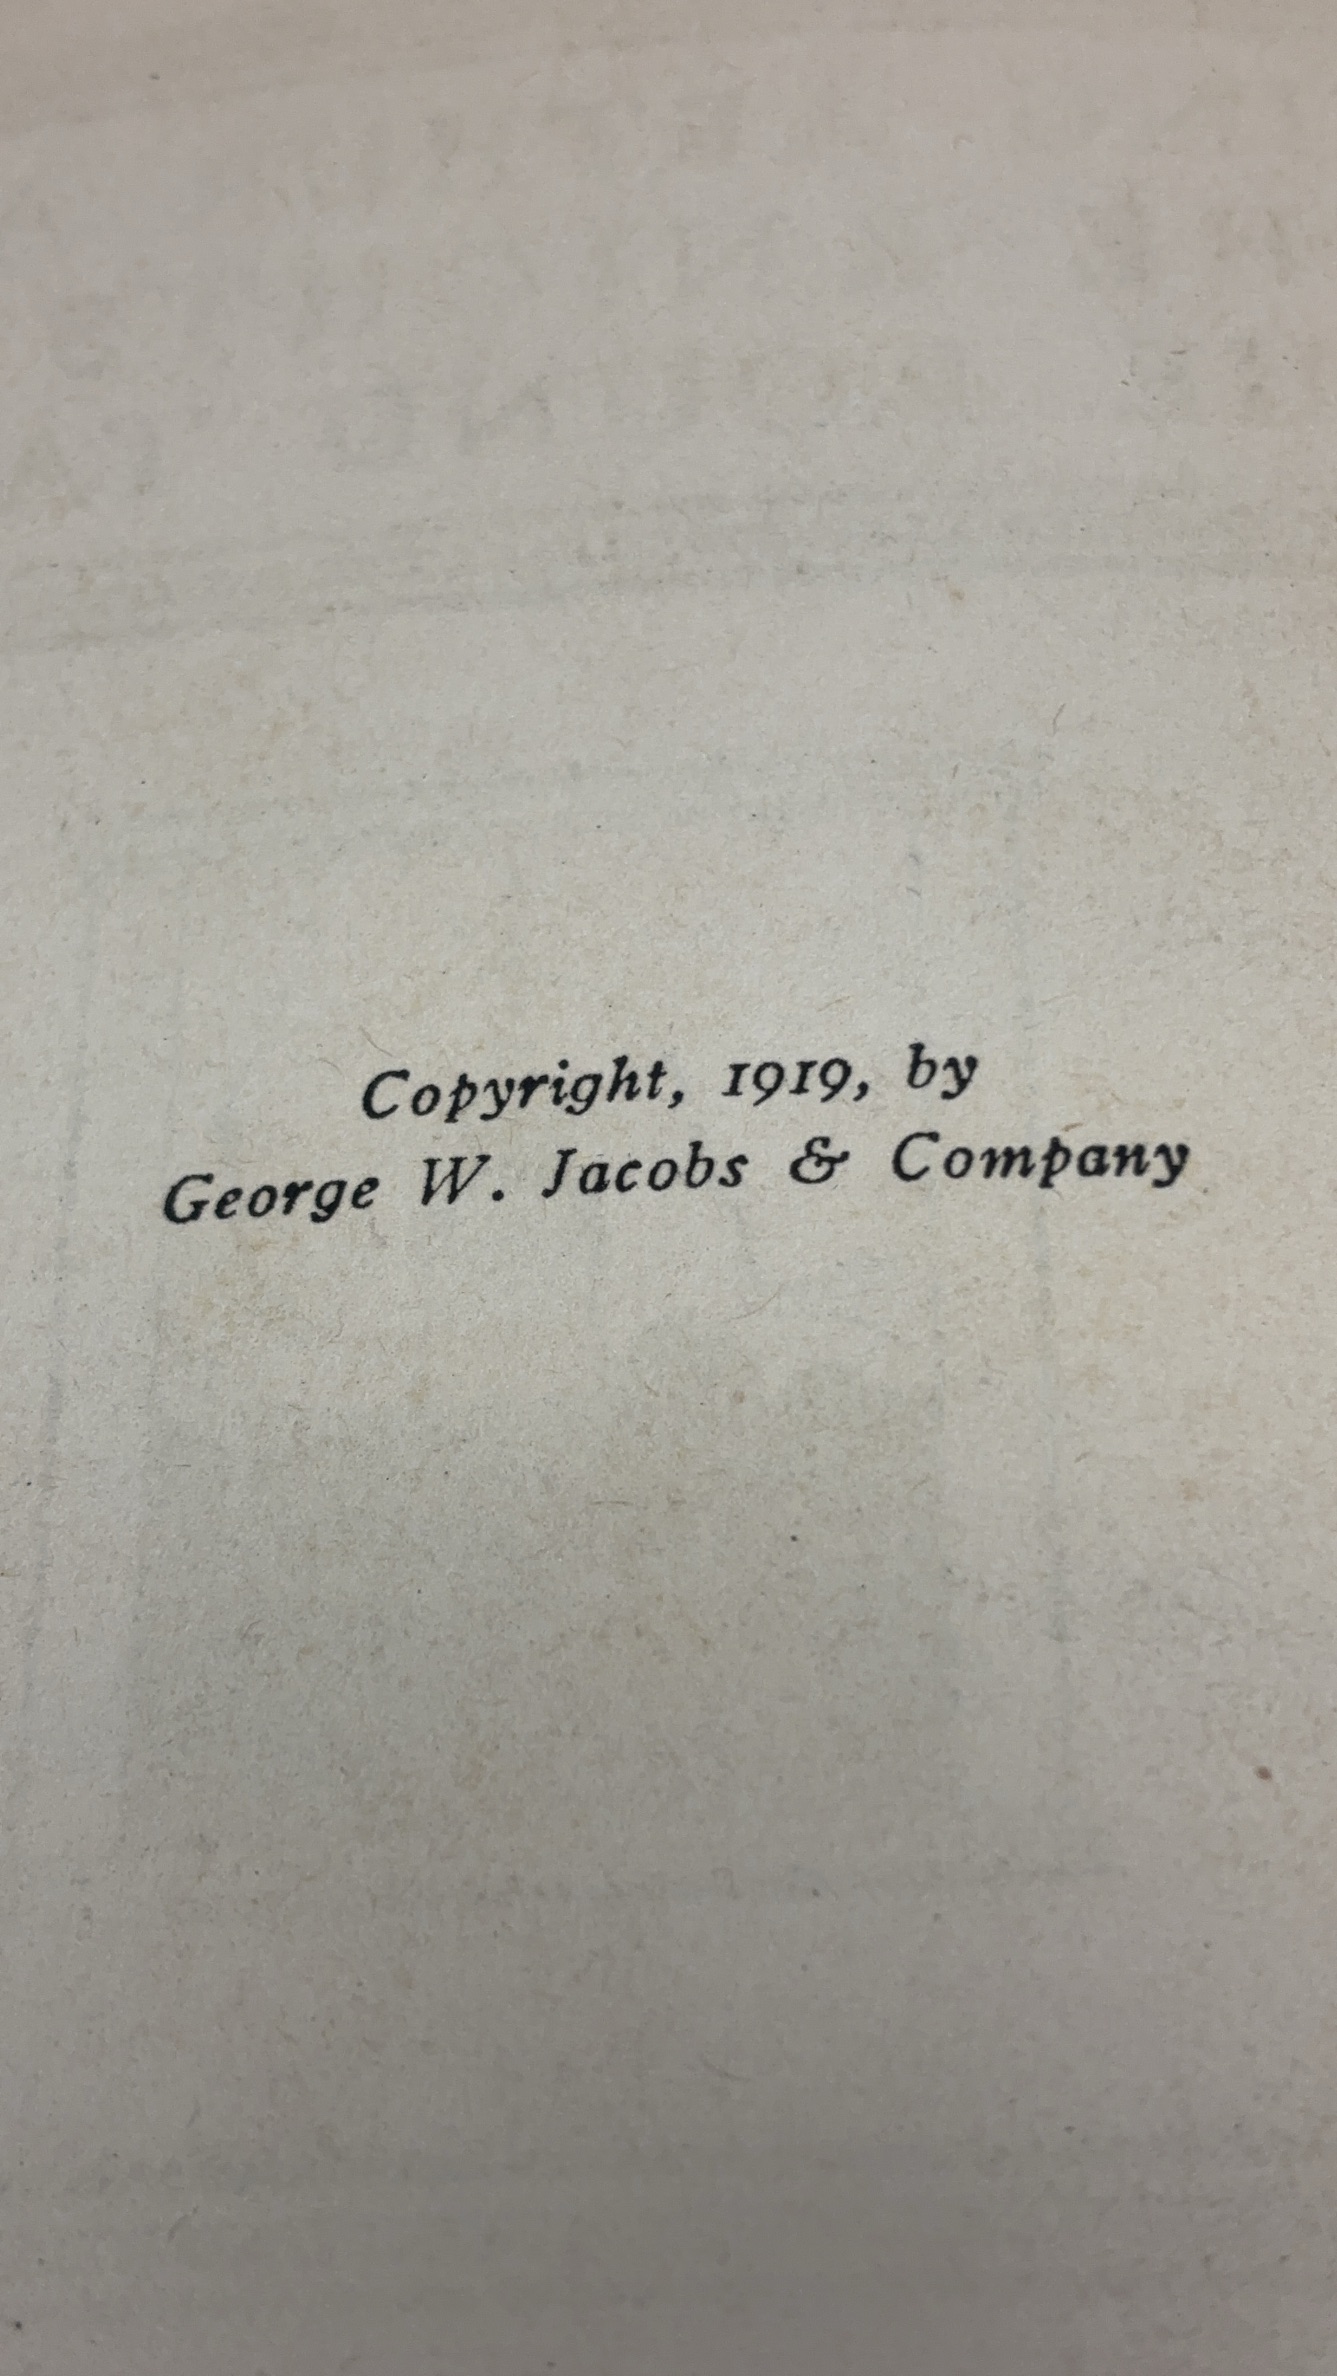 Copyright, 1919, by
George W. Jacobs & Company